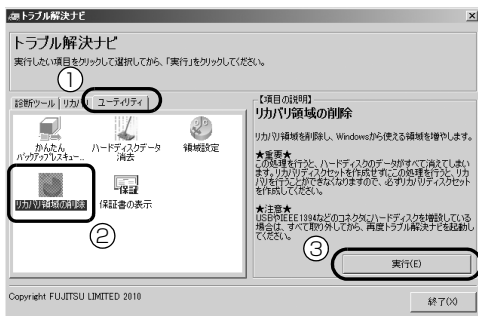 トラブル解決ナビ
トラブル解決ナビ
実行したい項目をクリックして選択してから、「実行」をクリックしてください。
①
診断ツール
リカバリ
ユーティリティ
かんたん
バックアップレスキュー...
ハードディスクデータ
消去
領域設定
リカバリ領域の削除
保証書
保証書の表示
②
【項目の説明】
リカバリ領域の削除
リカバリ領域を削除し、Windowsから使える領域を増やします。
★重要★
この処理を行うと、ハードディスクのデータがすべて消えてしまい
ます。リカバリディスクセットを作成せずにこの処理を行うと、リカ
バリを行うことができなくなりますので、必ずリカバリディスクセット
を作成してください。
★注意★
USBやIEEE1394などのコネクタにハードディスクを増設している
場合は、すべて取り外してから、再度トラブル解決ナビを起動し
てください。
③
実行(E)
Copyright FUJITSU LIMITED 2010
終了(X)